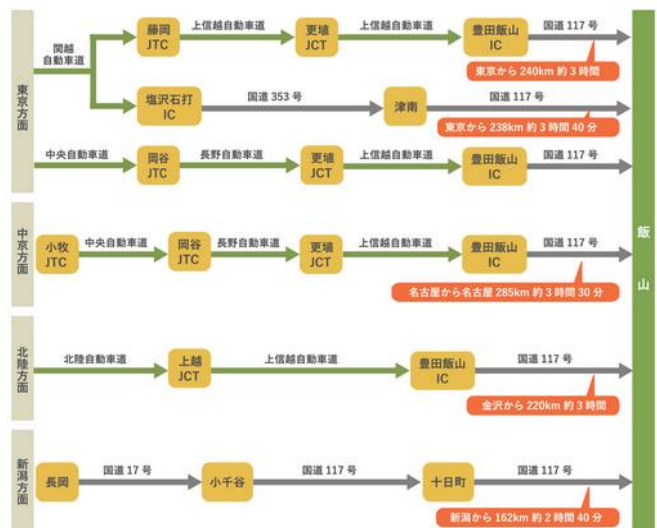 東京方面
関越
自動車道
藤岡
JTC
上信越自動車道
更埴
JCT
上信越自動車道
豊田飯山
IC
国道 117 号
東京から 240km 約 3 時間
塩沢石打
IC
国道 353 号
津南
国道 117 号
東京から 238km 約 3 時間 40 分
中央自動車道
岡谷
JTC
長野自動車道
更埴
JCT
上信越自動車道
豊田飯山
IC
国道 117 号
中京方面
小牧
JTC
中央自動車道
岡谷
JTC
長野自動車道
更埴
JCT
上信越自動車道
豊田飯山
IC
国道 117 号
名古屋から名古屋 285km 約 3 時間 30 分
北陸方面
北陸自動車道
上越
JCT
上信越自動車道
豊田飯山
IC
国道 117 号
金沢から 220km 約 3 時間
新潟方面
長岡
国道 17 号
小千谷
国道 117 号
十日町
国道 117 号
新潟から 162km 約 2 時間 40 分
飯山